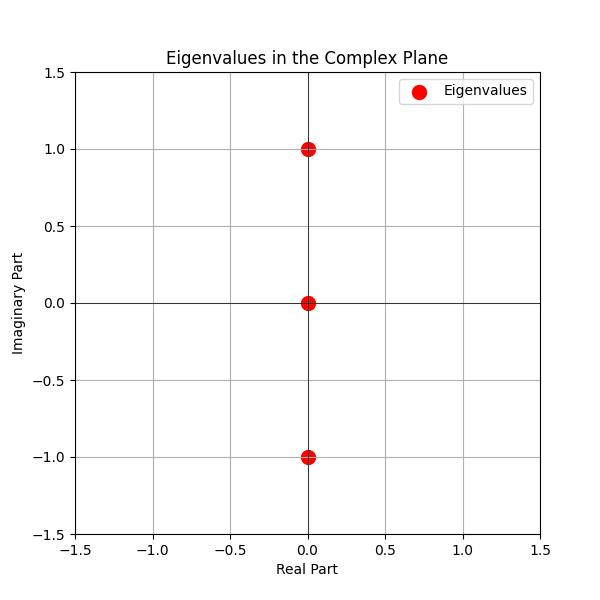 Eigenvalues in the Complex Plane
Eigenvalues
1.5
1.0
0.5
0.0
−0.5
−1.0
−1.5
Imaginary Part
−1.5 −1.0 −0.5 0.0 0.5 1.0 1.5
Real Part